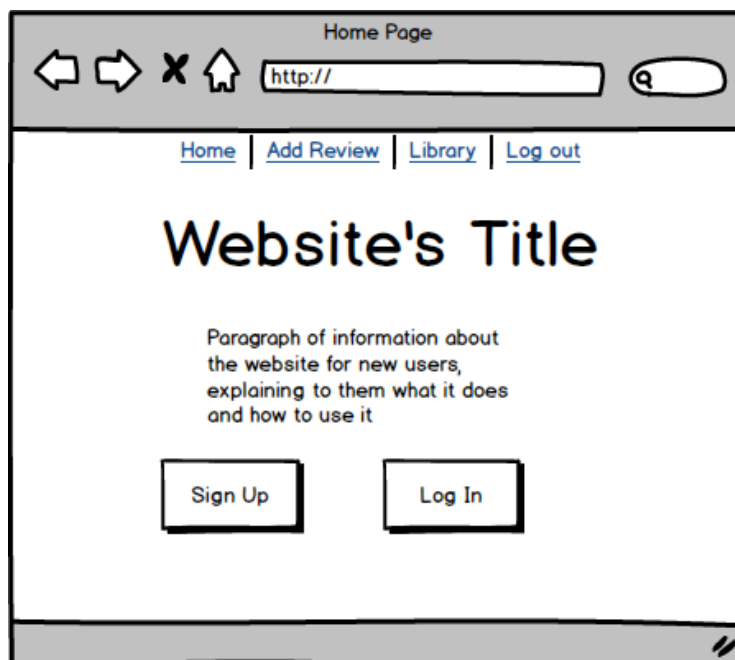 Home Page
http://
Home | Add Review | Library | Log out
Website's Title
Paragraph of information about
the website for new users,
explaining to them what it does
and how to use it
Sign Up Log In